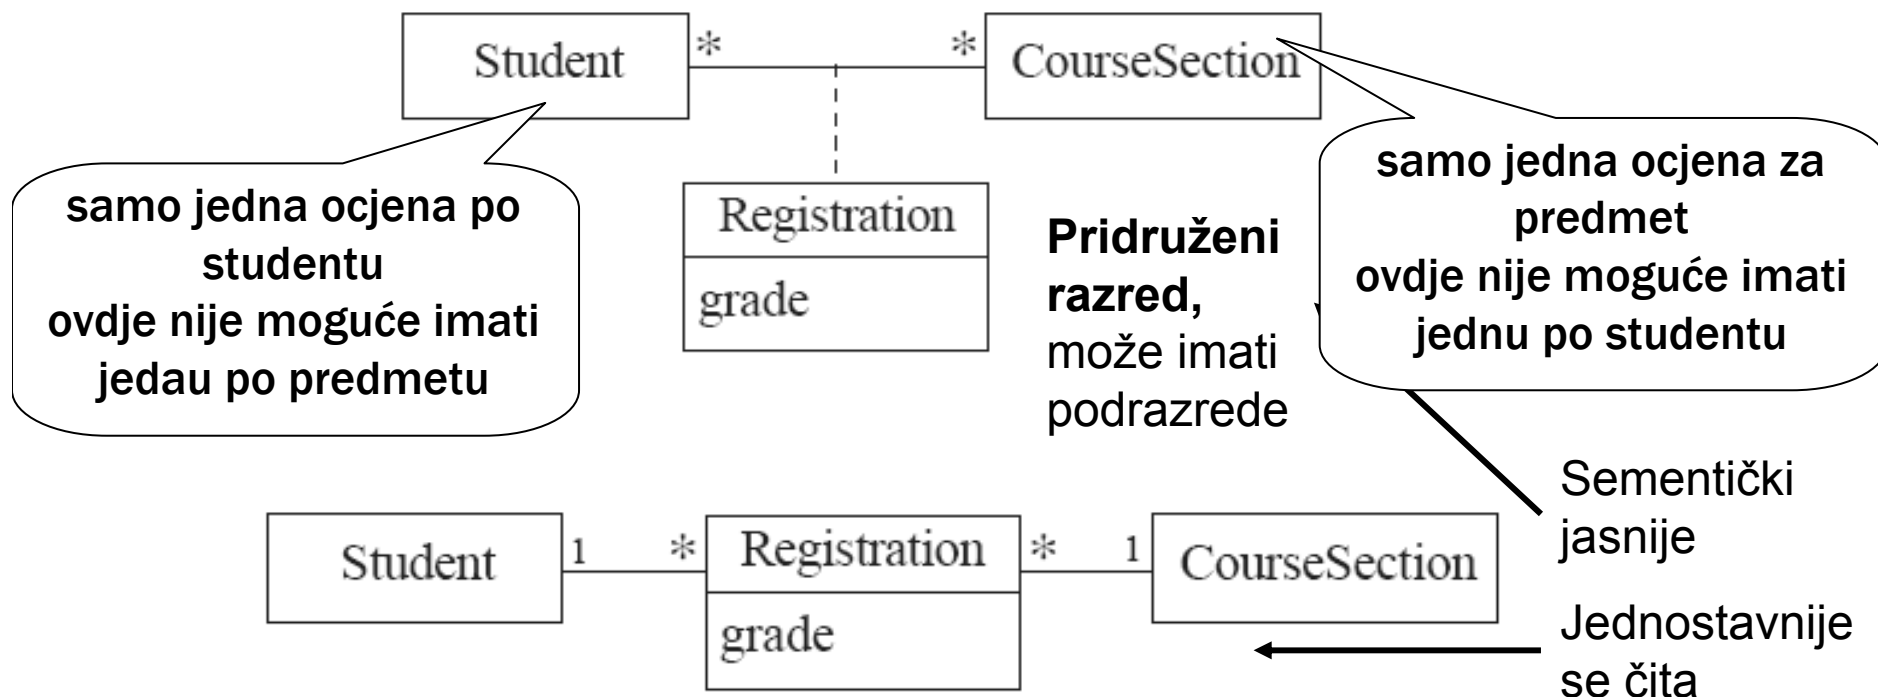 Student
*
*
CourseSection
samo jedna ocjena po
studentu
ovdje nije moguće imati
jedau po predmetu
Registration
grade
Pridruženi
razred,
može imati
podrazrede
samo jedna ocjena za
predmet
ovdje nije moguće imati
jednu po studentu
Sementički
jasnije
Student
1
*
Registration
grade
*
1
CourseSection
Jednostavnije
se čita